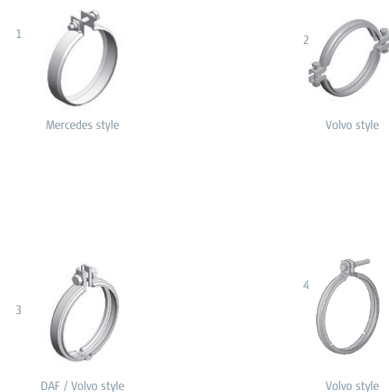 1
Mercedes style
2
Volvo style
3
DAF / Volvo style
4
Volvo style